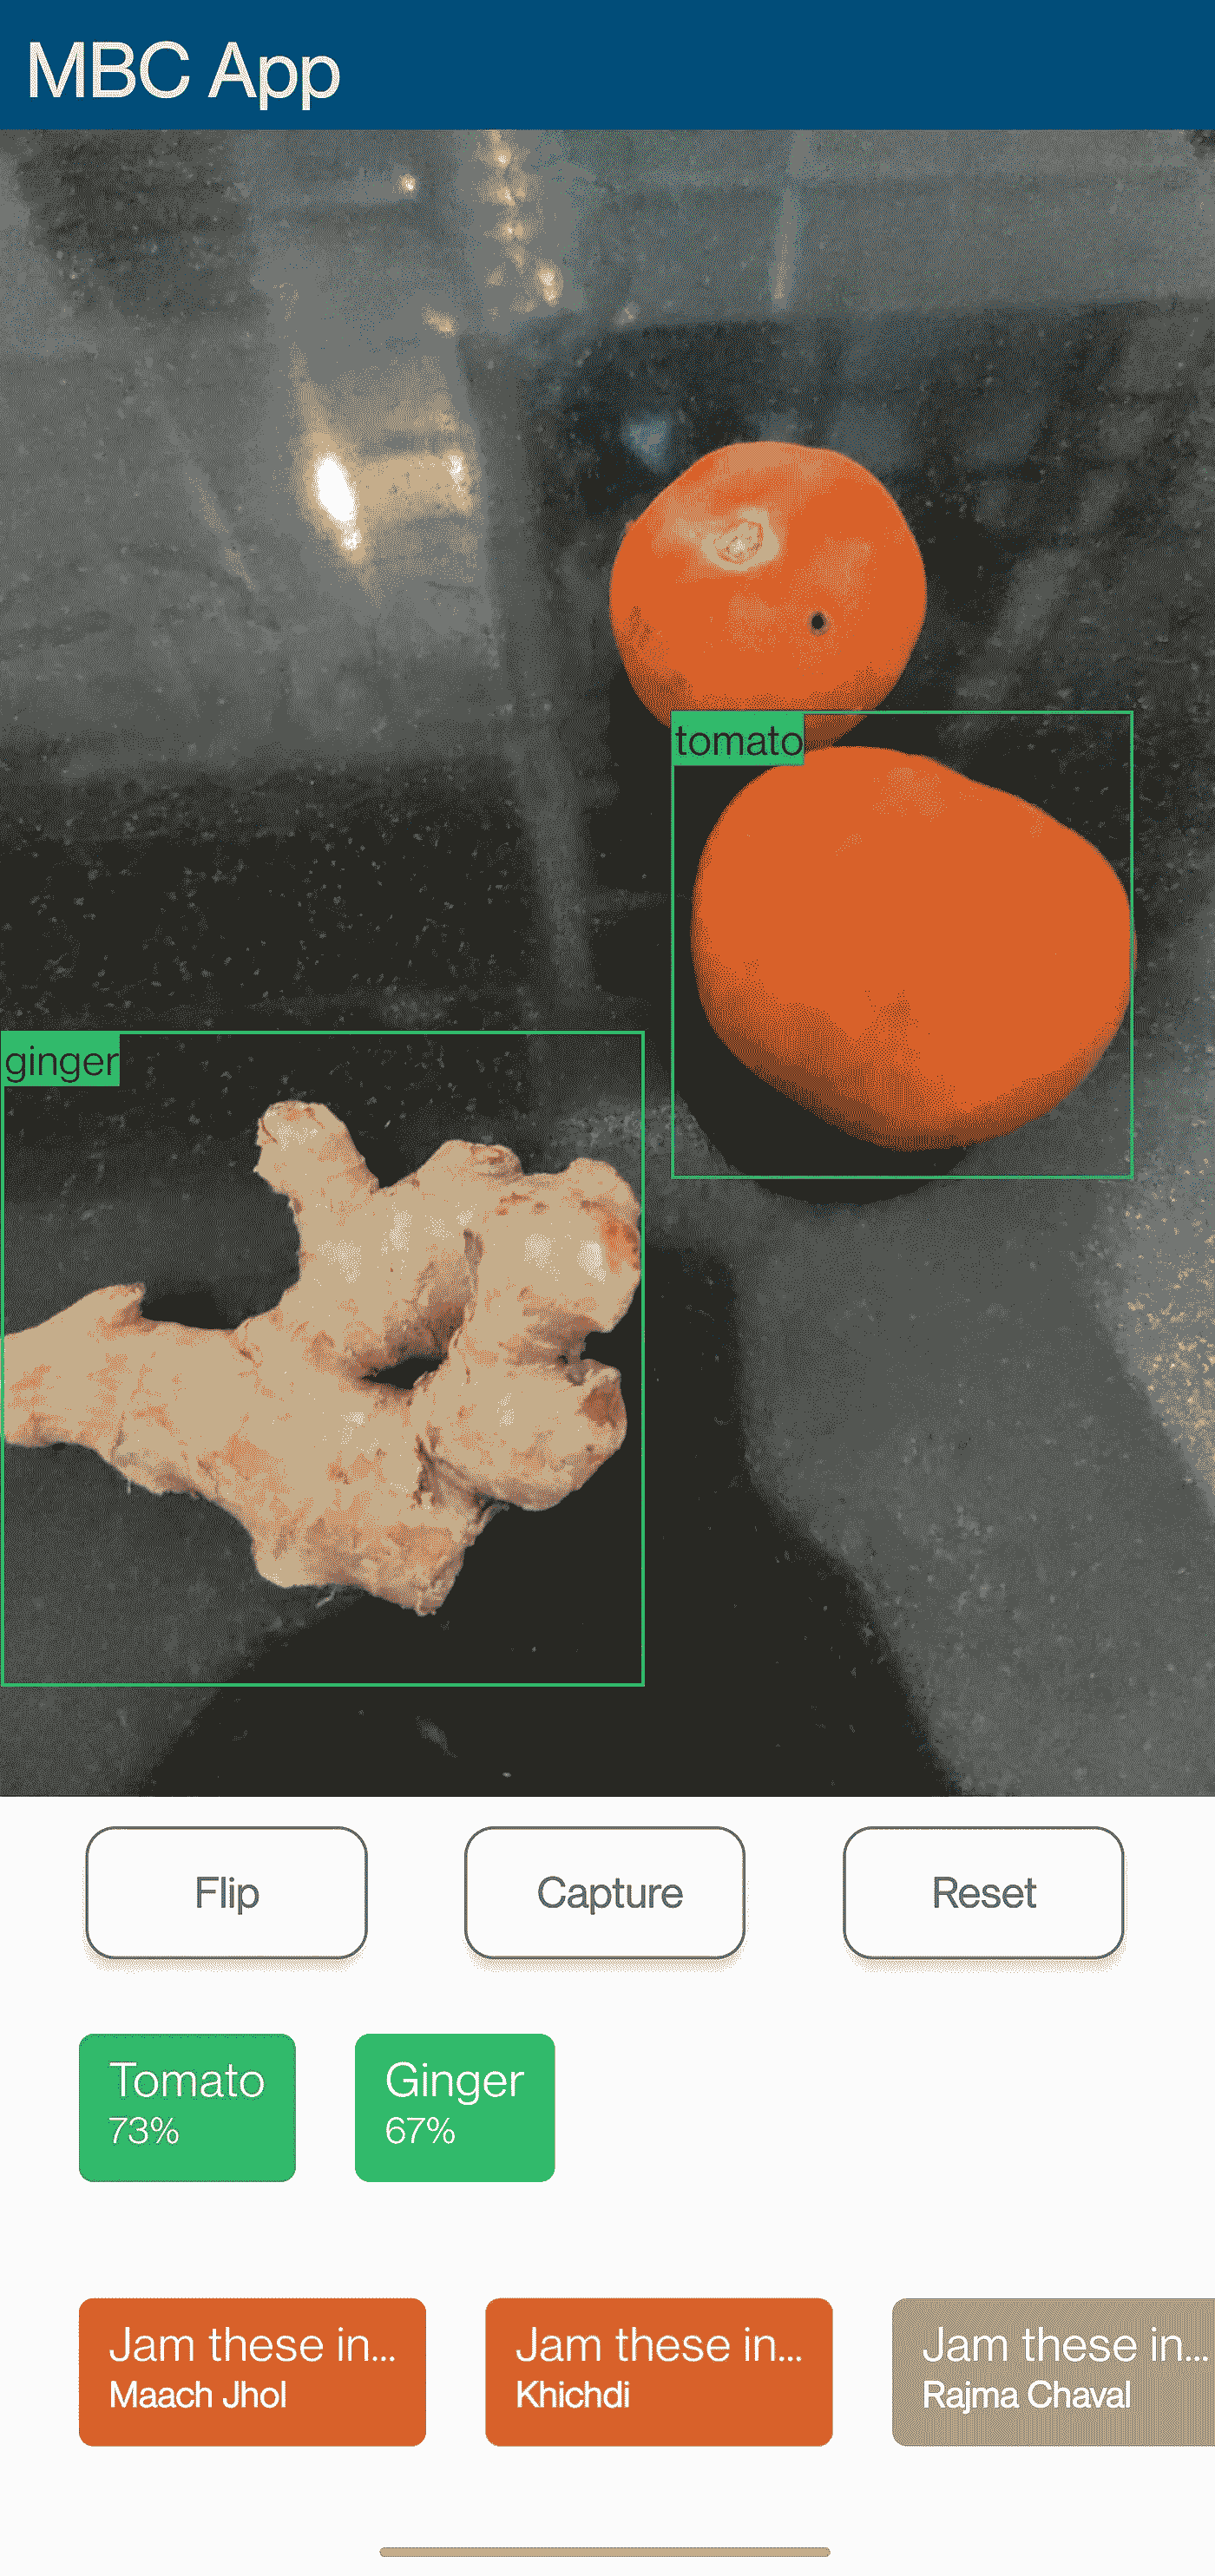 MBC App
tomato
ginger
Flip
Capture
Reset
Tomato
73%
Ginger
67%
Jam these in...
Maach Jhol
Jam these in...
Khichdi
Jam these in...
Rajma Chaval